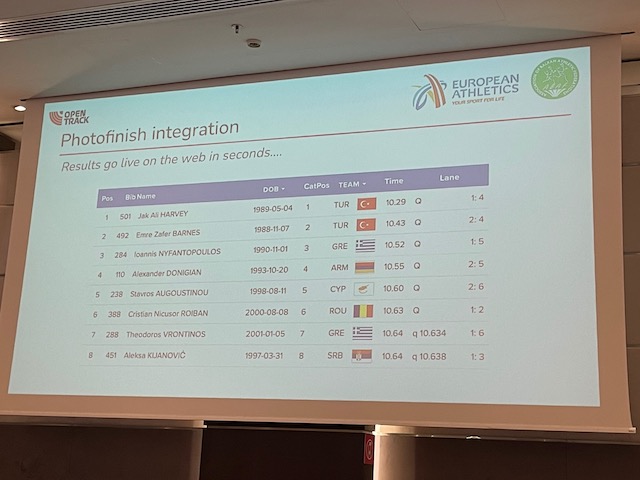 OPEN
TRACK
EUROPEAN
ATHLETICS
YOUR SPORT FOR LIFE
Photofinish integration
Results go live on the web in seconds....
Pos Bib Name DOB CatPos TEAM Time Lane
1 501 Jak Ali HARVEY 1989-05-04 1 TUR 10.29 Q 1: 4
2 492 Emre Zafer BARNES 1988-11-07 2 TUR 10.43 Q 2: 4
3 284 Ioannis NYFANTOPOULOS 1990-11-01 3 GRE 10.52 Q 1: 5
4 110 Alexander DONIGIAN 1993-10-20 4 ARM 10.55 Q 2: 5
5 238 Stavros AUGOUSTINOU 1998-08-11 5 CYP 10.60 Q 2: 6
6 388 Cristian Nicusor ROIBAN 2000-08-08 6 ROU 10.63 Q 1: 2
7 288 Theodoros VRONTINOS 2001-01-05 7 GRE 10.64 q 10.634 1: 6
8 451 Aleksa KIJANOVIČ 1997-03-31 8 SRB 10.64 q 10.638 1: 3